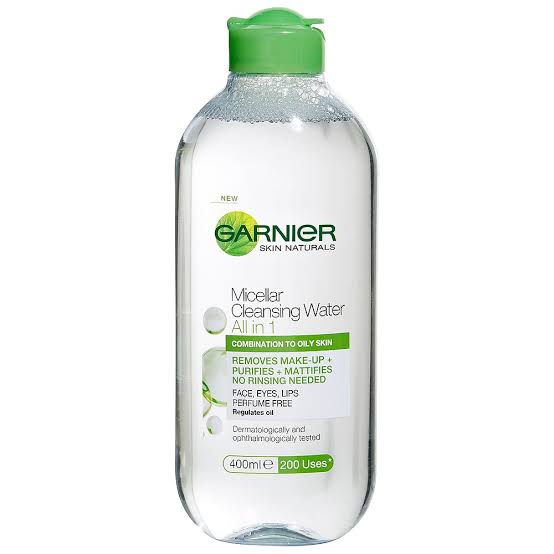 NEW
GARNIER
SKIN NATURALS
Micellar
Cleansing Water
All in 1
COMBINATION TO OILY SKIN
REMOVES MAKE-UP +
PURIFIES + MATTIFIES
NO RINSING NEEDED
FACE, EYES, LIPS
PERFUME FREE
Regulates oil
Dermatologically and
ophthalmologically tested
400ml ℮ 200 Uses*